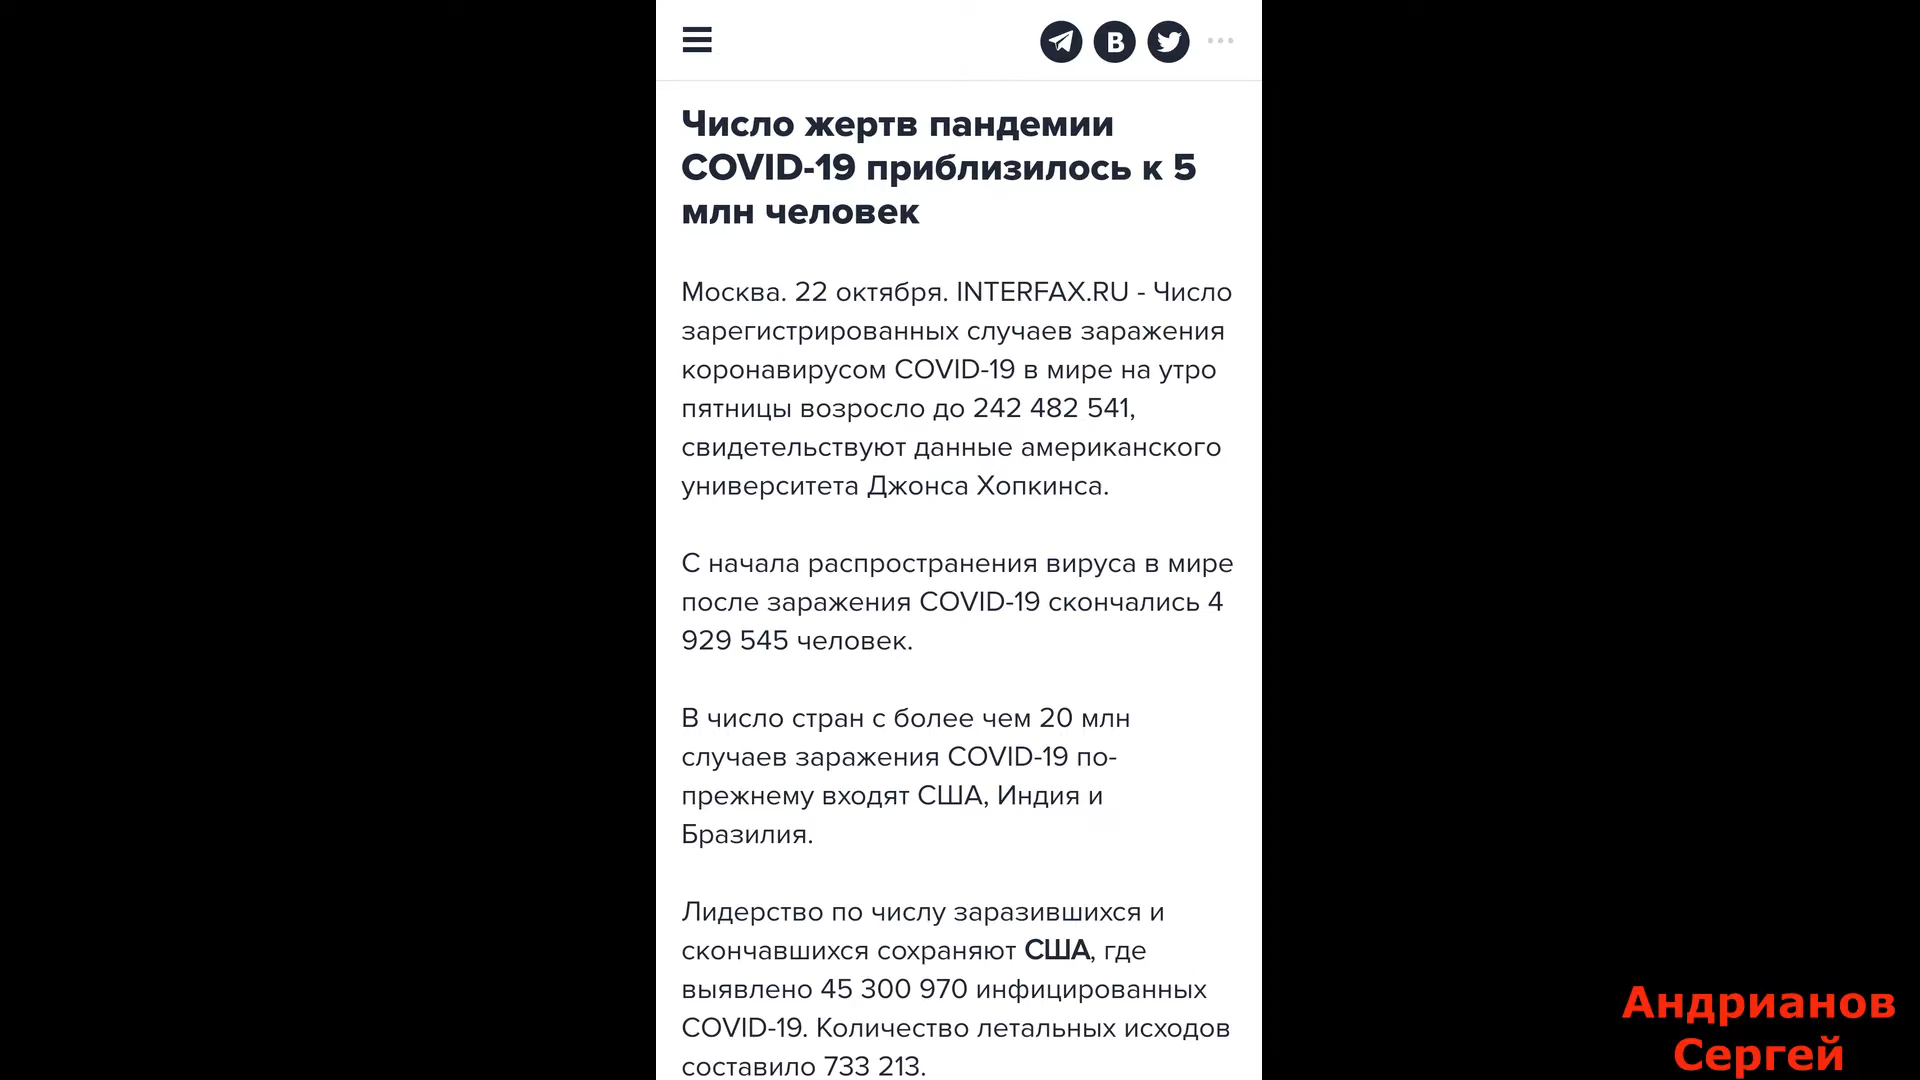 B
Число жертв пандемии
COVID-19 приблизилось к 5
млн человек
Москва. 22 октября. INTERFAX.RU - Число
зарегистрированных случаев заражения
коронавирусом COVID-19 в мире на утро
пятницы возросло до 242 482 541,
свидетельствуют данные американского
университета Джонса Хопкинса.
С начала распространения вируса в мире
после заражения COVID-19 скончались 4
929 545 человек.
В число стран с более чем 20 млн
случаев заражения COVID-19 по-
прежнему входят США, Индия и
Бразилия.
Лидерство по числу заразившихся и
скончавшихся сохраняют США, где
выявлено 45 300 970 инфицированных
COVID-19. Количество летальных исходов
составило 733 213.
Андрианов
Сергей